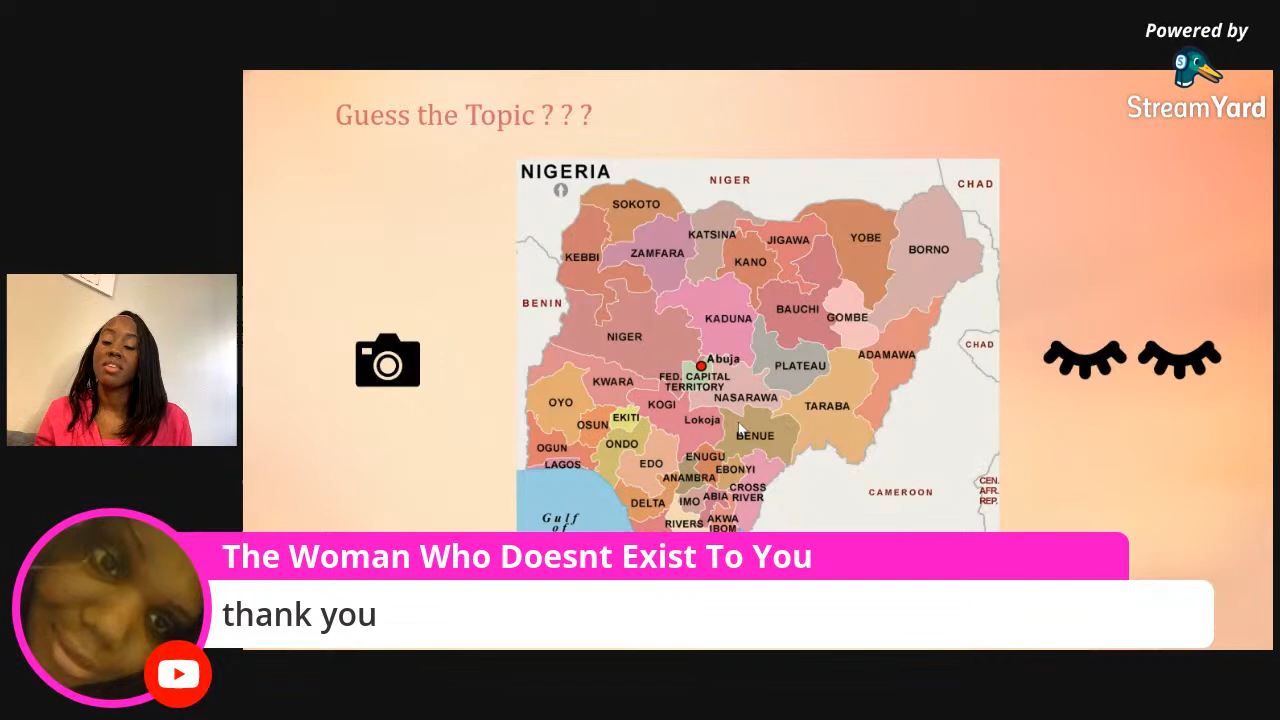 Powered by
StreamYard
Guess the Topic ? ? ?
NIGERIA
NIGER
CHAD
SOKOTO
KATSINA
JIGAWA
YOBE
BORNO
KEBBI
ZAMFARA
KANO
BENIN
BAUCHI
GOMBE
KADUNA
NIGER
CHAD
Abuja
ADAMAWA
PLATEAU
FED. CAPITAL
TERRITORY
KWARA
NASARAWA
OYO
KOGI
TARABA
EKITI
Lokoja
OSUN
BENUE
ONDO
OGUN
ENUGU
LAGOS
EDO
EBONYI
ANAMBRA
CROSS
RIVER
CEN.
AFR.
REP.
CAMEROON
DELTA
IMO
ABIA
Gulf
of
RIVERS
AKWA
IBOM
The Woman Who Doesnt Exist To You
thank you